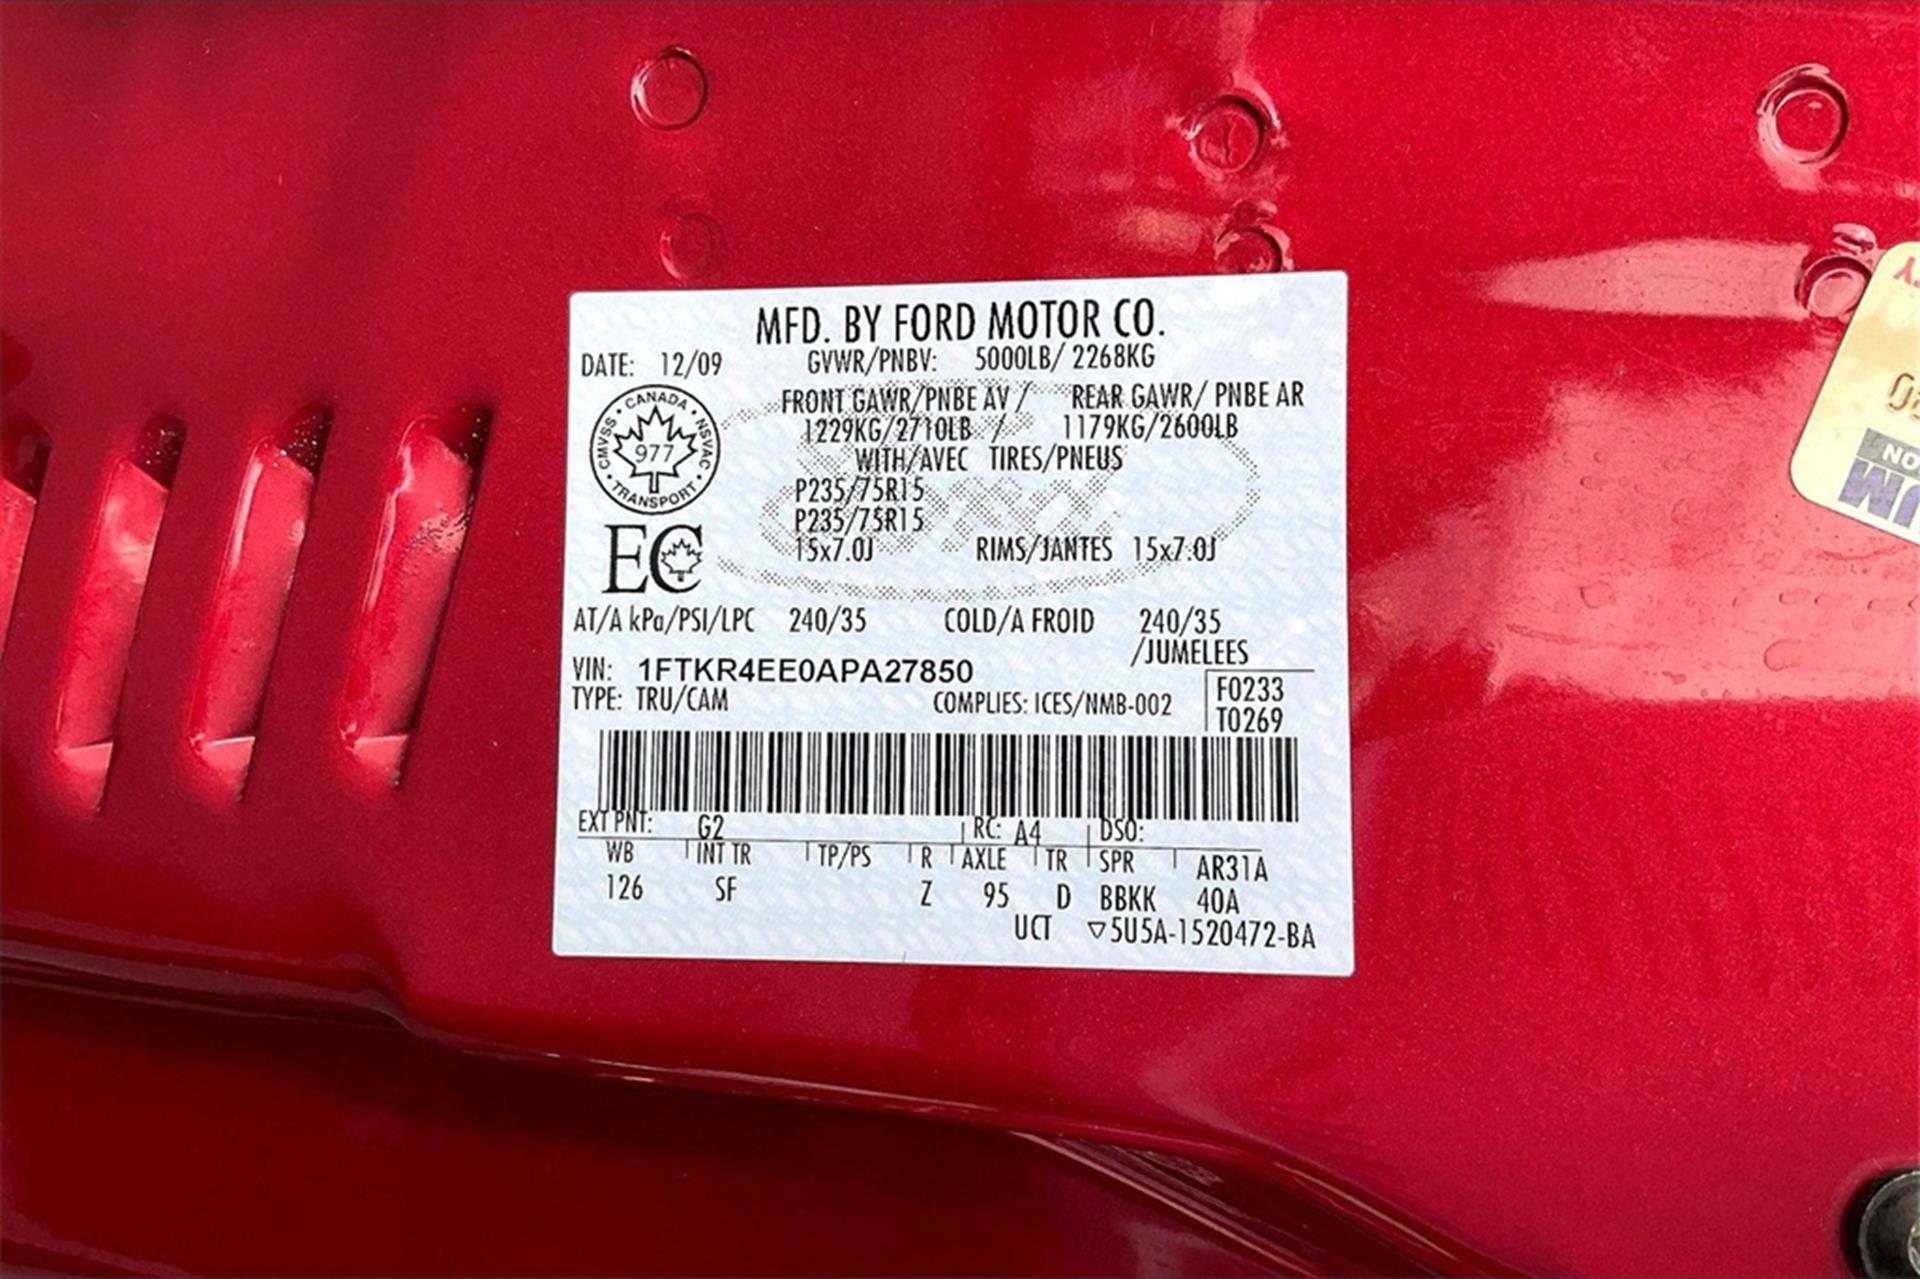 MFD. BY FORD MOTOR CO.
DATE: 12/09 GVWR/PNBV: 5000LB/ 2268KG
FRONT GAWR/PNBE AV / REAR GAWR/ PNBE AR
1229KG/2710LB / 1179KG/2600LB
WITH/AVEC TIRES/PNEUS
P235/75R15
P235/75R15
15x7.0J RIMS/JANTES 15x7.0J
CANADA · NSVAC · TRANSPORT · CMVSS ·
977
EC
AT/A kPa/PSI/LPC 240/35 COLD/A FROID 240/35
/JUMELEES
VIN: 1FTKR4EE0APA27850
TYPE: TRU/CAM COMPLIES: ICES/NMB-002
F0233
T0269
EXT PNT: G2 RC: A4 DSO:
WB INT TR TP/PS R AXLE TR SPR AR31A
126 SF Z 95 D BBKK 40A
UCT ▽5U5A-1520472-BA
NO